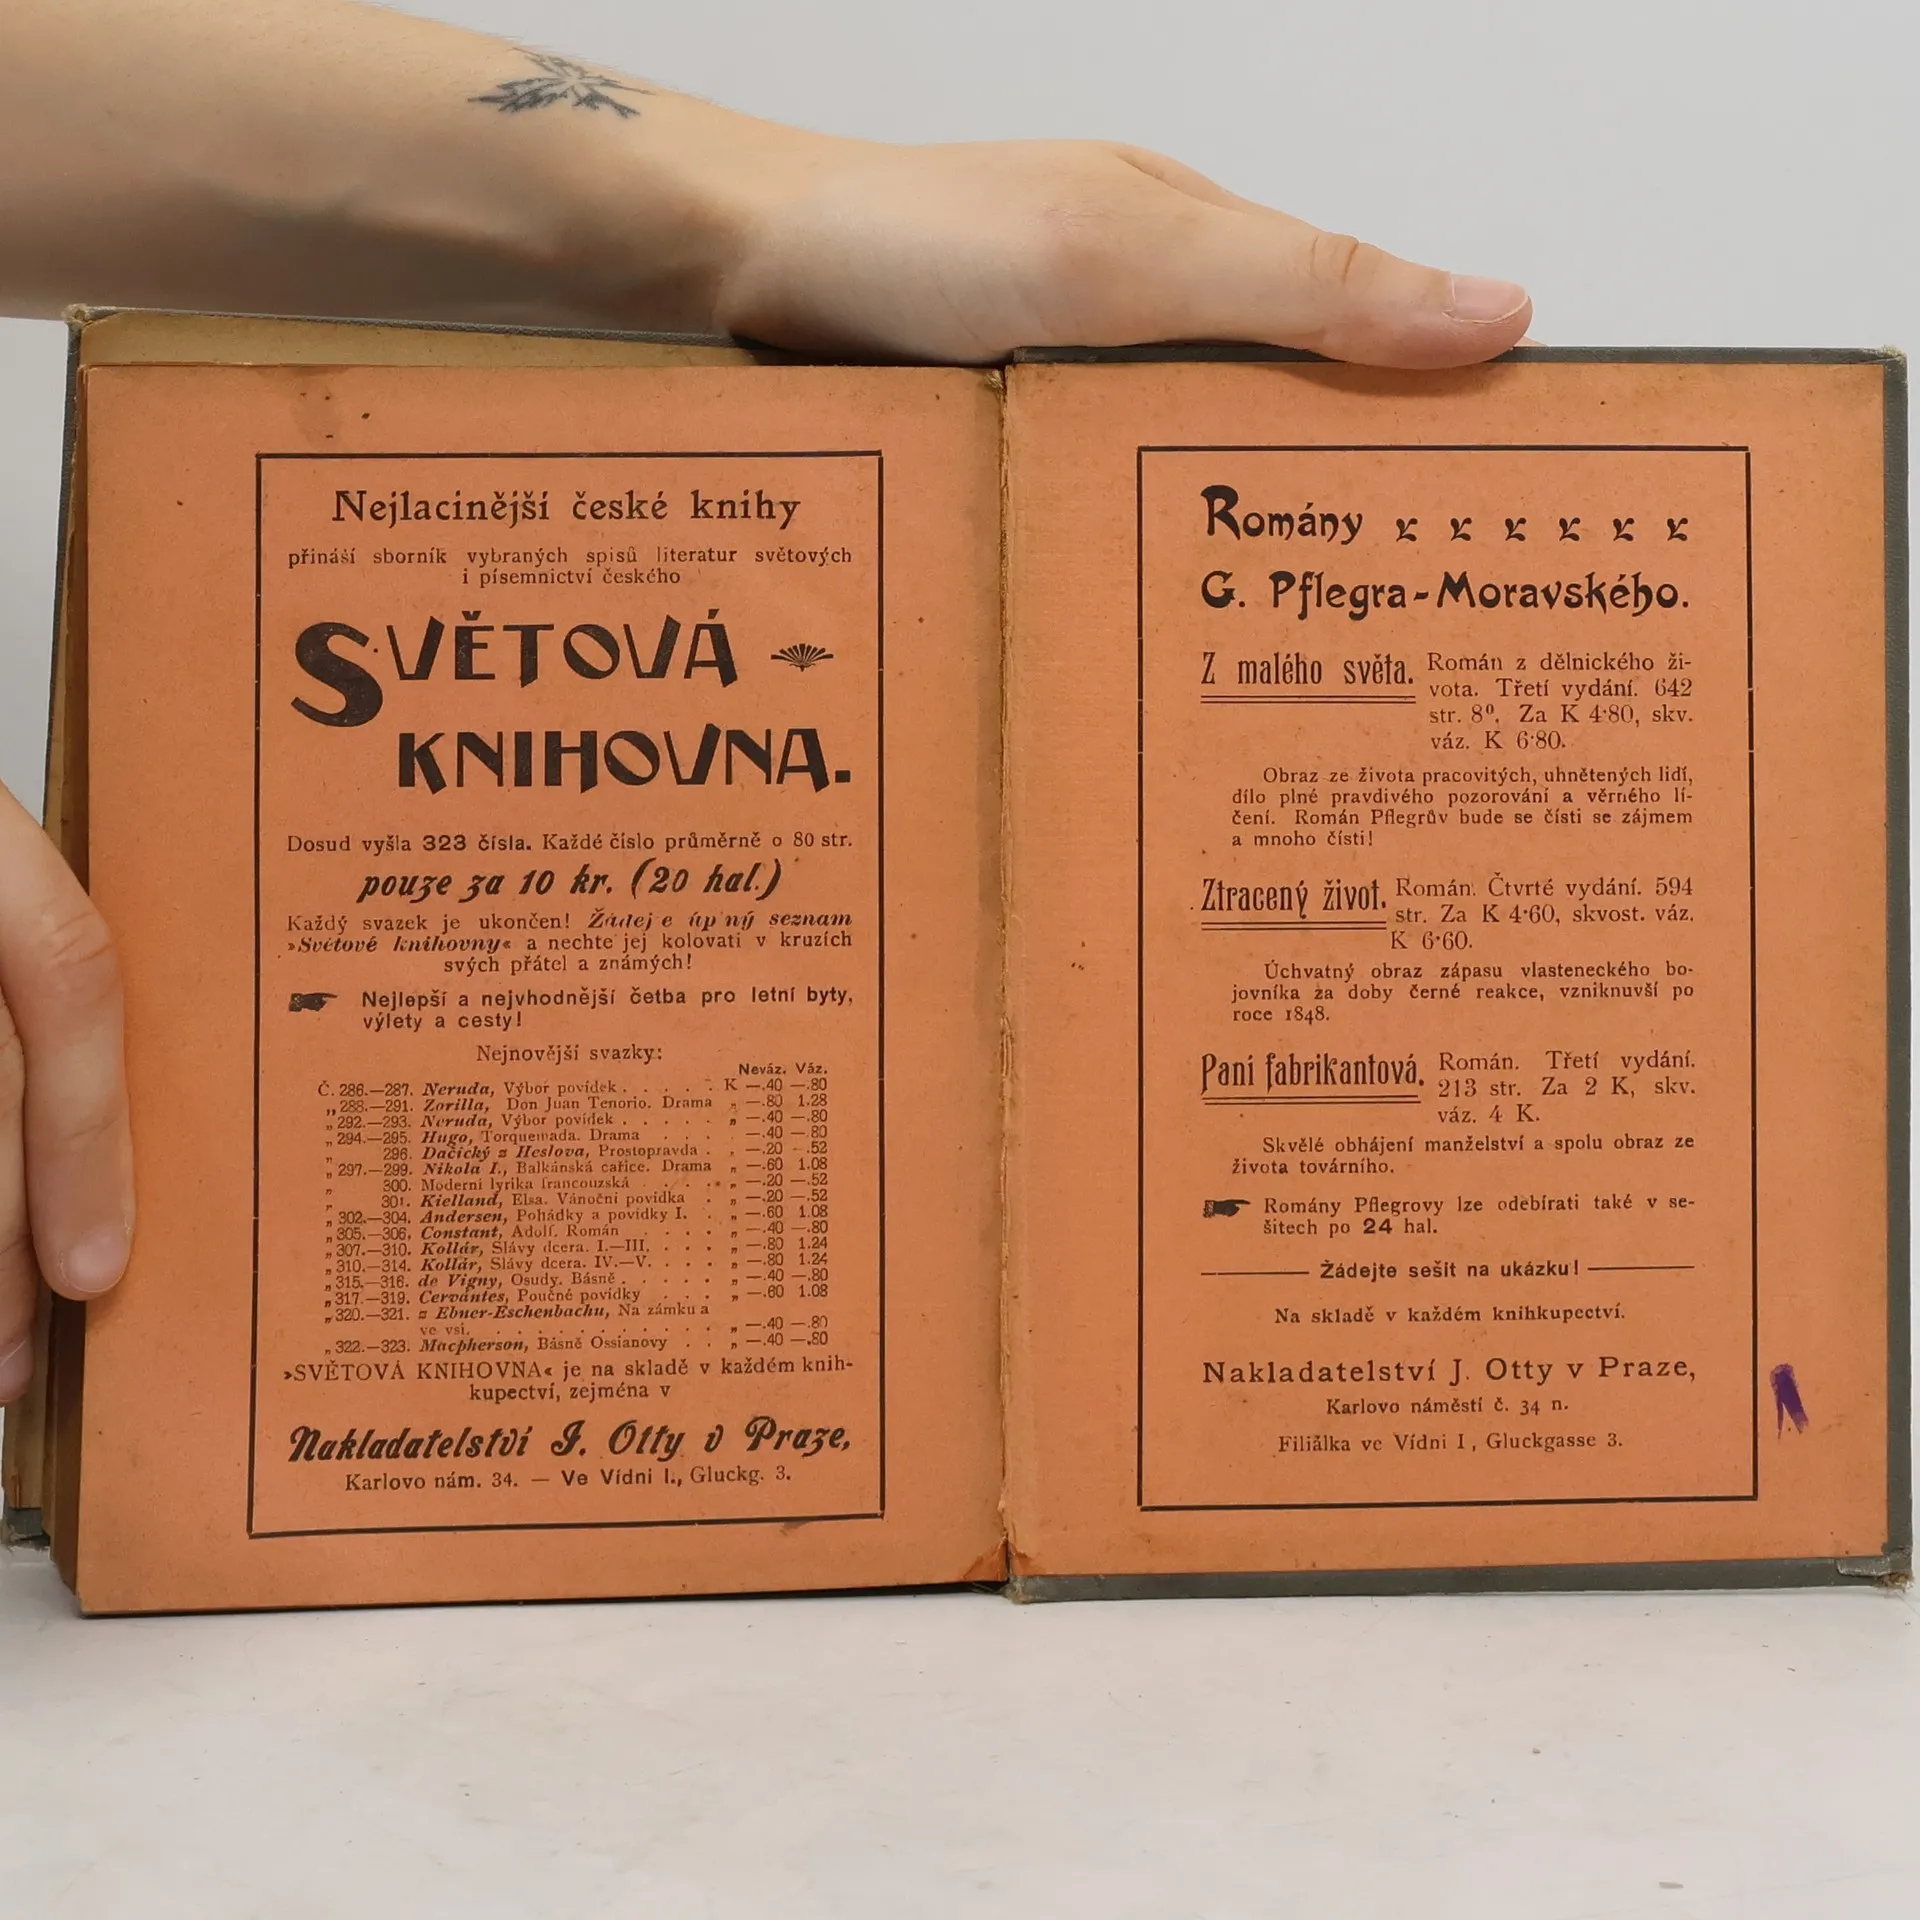 Nejlacinější české knihy
přináší sborník vybraných spisů literatur světových
i písemnictví českého
SVĚTOVÁ
KNIHOVNA.
Dosud vyšla 323 čísla. Každé číslo průměrně o 80 str.
pouze za 10 kr. (20 hal.)
Každý svazek je ukončen! Žádej e úp ný seznam
»Světové knihovny« a nechte jej kolovati v kruzích
svých přátel a známých!
Nejlepší a nejvhodnější četba pro letní byty,
výlety a cesty!
Nejnovější svazky:
Neváz. Váz.
Č. 286.—287. Neruda, Výbor povídek . . . . . K —.40 —.80
„ 288.—291. Zorilla, Don Juan Tenorio. Drama „ —.80 1.28
„ 292.—293. Neruda, Výbor povídek . . . . . „ —.40 —.80
„ 294.—295. Hugo, Torquemada. Drama . . . —.40 —.80
„ 296. Dačický z Heslova, Prostopravda . „ —.20 —.52
„ 297.—299. Nikola I., Balkánská cařice. Drama „ —.60 1.08
„ 300. Moderní lyrika francouzská . . . . „ —.20 —.52
„ 301. Kielland, Elsa. Vánoční povídka . „ —.20 —.52
„ 302.—304. Andersen, Pohádky a povídky I. . „ —.60 1.08
„ 305.—306. Constant, Adolf. Román . . . . „ —.40 —.80
„ 307.—310. Kollár, Slávy dcera. I.—III. . . . „ —.80 1.24
„ 310.—314. Kollár, Slávy dcera. IV.—V. . . . „ —.80 1.24
„ 315.—316. de Vigny, Osudy. Básně . . . . . „ —.40 —.80
„ 317.—319. Cervantes, Poučné povídky . . . „ —.60 1.08
„ 320.—321. z Ebner-Eschenbachu, Na zámku a
ve vsi. . . . . . . . . . . „ —.40 —.80
„ 322.—323. Macpherson, Básně Ossianovy . . „ —.40 —.80
»SVĚTOVÁ KNIHOVNA« je na skladě v každém knih-
kupectví, zejména v
Nakladatelství J. Otty v Praze,
Karlovo nám. 34. — Ve Vídni I., Gluckg. 3.
Romány
G. Pflegra-Moravského.
Z malého světa. Román z dělnického ži-
vota. Třetí vydání. 642
str. 8⁰. Za K 4·80, skv.
váz. K 6·80.
Obraz ze života pracovitých, uhnětených lidí,
dílo plné pravdivého pozorování a věrného lí-
čení. Román Pflegrův bude se čísti se zájmem
a mnoho čísti!
Ztracený život. Román. Čtvrté vydání. 594
str. Za K 4·60, skvost. váz.
K 6·60.
Úchvatný obraz zápasu vlasteneckého bo-
jovníka za doby černé reakce, vzniknuvší po
roce 1848.
Paní fabrikantová. Román. Třetí vydání.
213 str. Za 2 K, skv.
váz. 4 K.
Skvělé obhájení manželství a spolu obraz ze
života továrního.
Romány Pflegrovy lze odebírati také v se-
šitech po 24 hal.
Žádejte sešit na ukázku!
Na skladě v každém knihkupectví.
Nakladatelství J. Otty v Praze,
Karlovo náměstí č. 34 n.
Filiálka ve Vídni I, Gluckgasse 3.